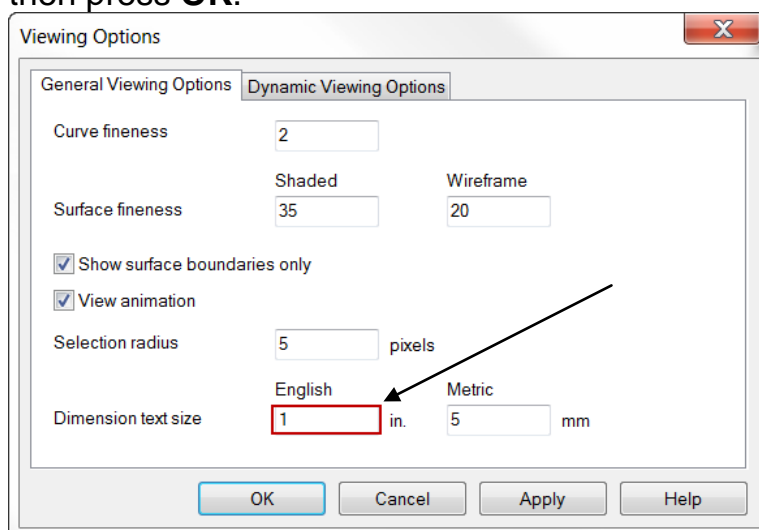 then press OK.
Viewing Options
General Viewing Options Dynamic Viewing Options
Curve fineness 2
Shaded Wireframe
Surface fineness 35 20
Show surface boundaries only
View animation
Selection radius 5 pixels
English Metric
Dimension text size 1 in. 5 mm
OK Cancel Apply Help